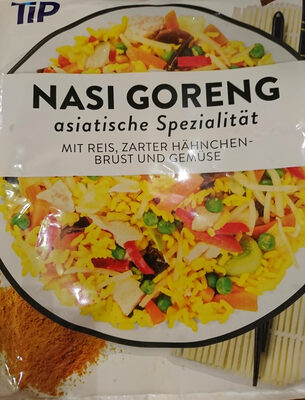 TiP
NASI GORENG
asiatische Spezialität
MIT REIS, ZARTER HÄHNCHEN-
BRUST UND GEMÜSE